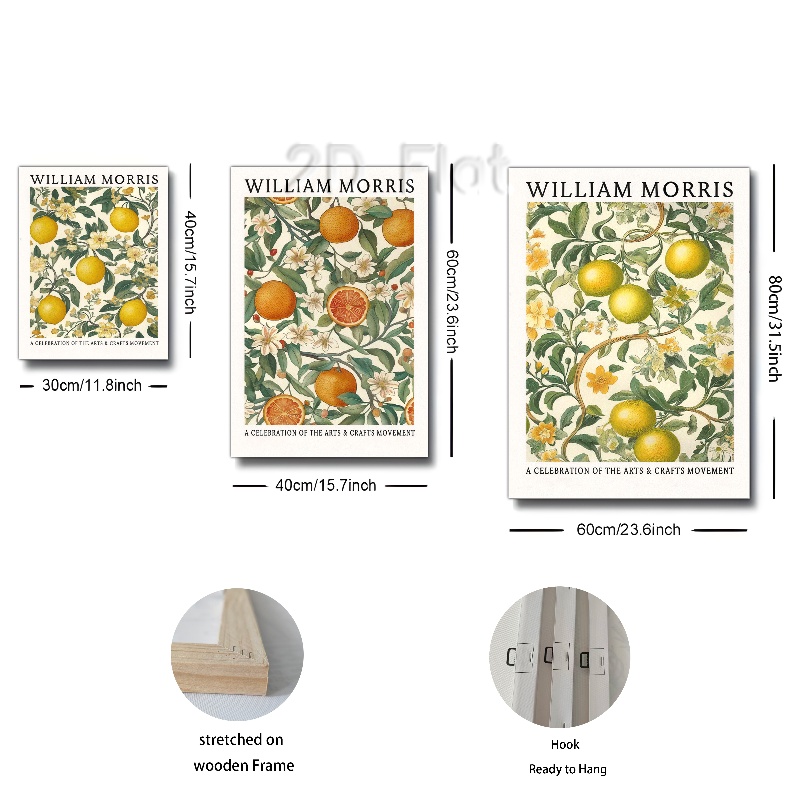 2D Flat
WILLIAM MORRIS
A CELEBRATION OF THE ARTS & CRAFTS MOVEMENT
40cm/15.7inch
30cm/11.8inch
WILLIAM MORRIS
A CELEBRATION OF THE ARTS & CRAFTS MOVEMENT
60cm/23.6inch
40cm/15.7inch
WILLIAM MORRIS
A CELEBRATION OF THE ARTS & CRAFTS MOVEMENT
80cm/31.5inch
60cm/23.6inch
stretched on
wooden Frame
Hook
Ready to Hang